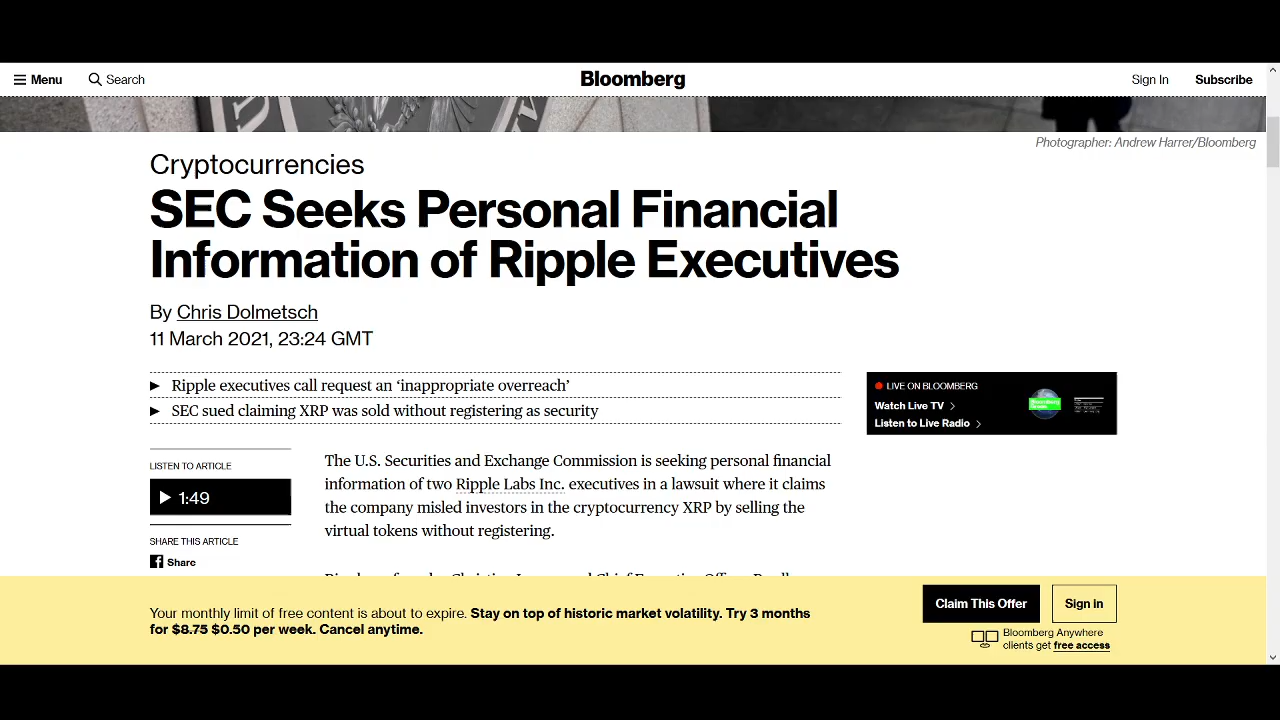 Menu
Search
Bloomberg
Sign In
Subscribe
Photographer: Andrew Harrer/Bloomberg
Cryptocurrencies
SEC Seeks Personal Financial
Information of Ripple Executives
By Chris Dolmetsch
11 March 2021, 23:24 GMT
Ripple executives call request an ‘inappropriate overreach’
SEC sued claiming XRP was sold without registering as security
LIVE ON BLOOMBERG
Watch Live TV
Listen to Live Radio
LISTEN TO ARTICLE
1:49
SHARE THIS ARTICLE
Share
The U.S. Securities and Exchange Commission is seeking personal financial
information of two Ripple Labs Inc. executives in a lawsuit where it claims
the company misled investors in the cryptocurrency XRP by selling the
virtual tokens without registering.
Your monthly limit of free content is about to expire. Stay on top of historic market volatility. Try 3 months
for $8.75 $0.50 per week. Cancel anytime.
Claim This Offer
Sign in
Bloomberg Anywhere
clients get free access